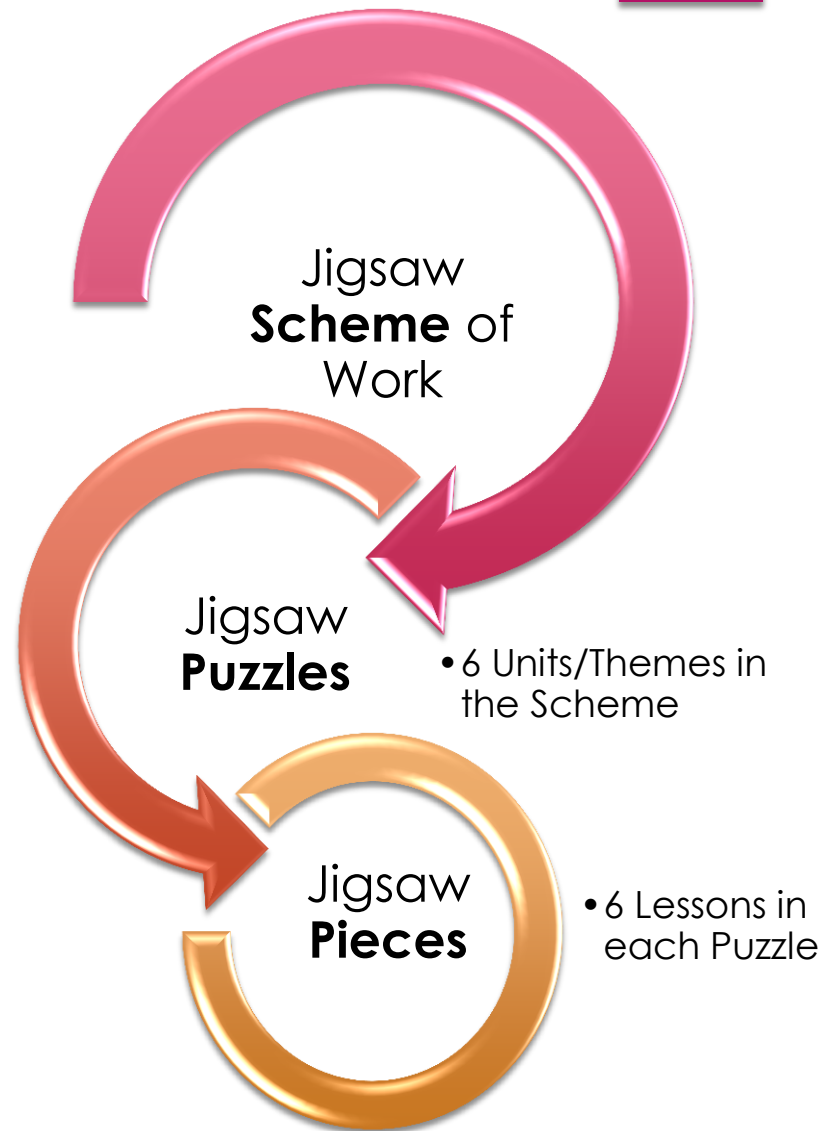 Jigsaw
Scheme of
Work
Jigsaw
Puzzles
•6 Units/Themes in
the Scheme
Jigsaw
Pieces
•6 Lessons in
each Puzzle